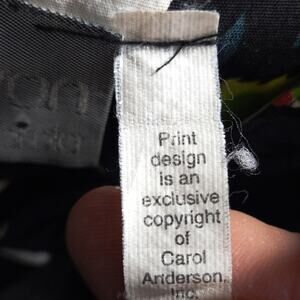 Print
design
is an
exclusive
copyright
of
Carol
Anderson,
Inc.